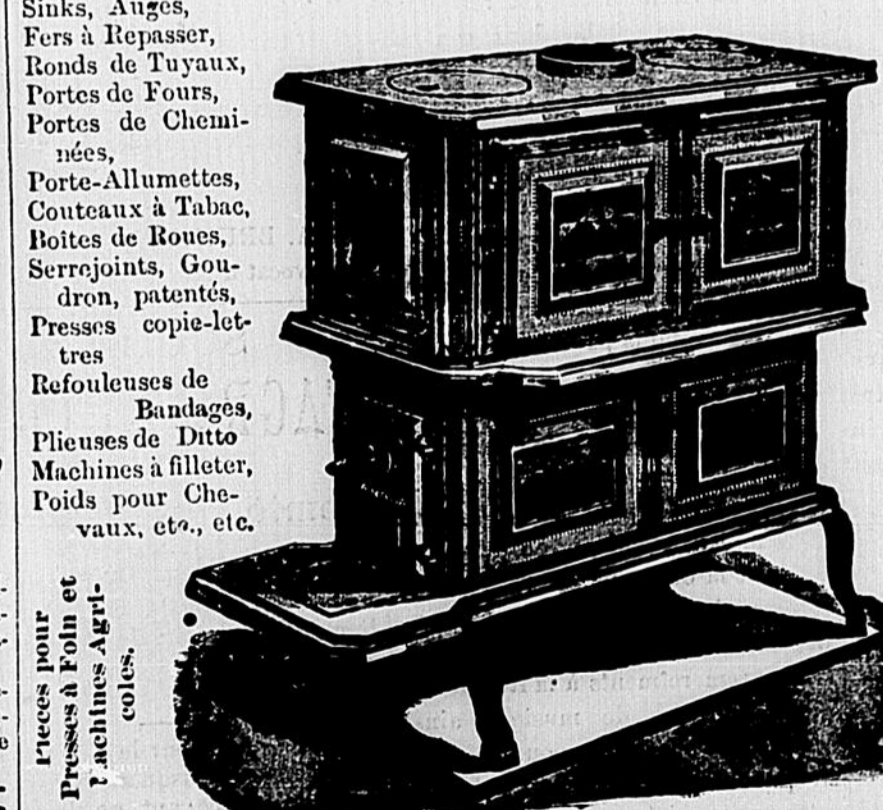 Sinks, Auges,
Fers à Repasser,
Ronds de Tuyaux,
Portes de Fours,
Portes de Chemi-
nées,
Porte-Allumettes,
Couteaux à Tabac,
Boites de Roues,
Serrejoints, Gou-
dron, patentés,
Presses copie-let-
tres
Refouleuses de
Bandages,
Plieuses de Ditto
Machines à filleter,
Poids pour Che-
vaux, etc., etc.
Pieces pour
Presses à Foin et
Machines Agri-
coles.